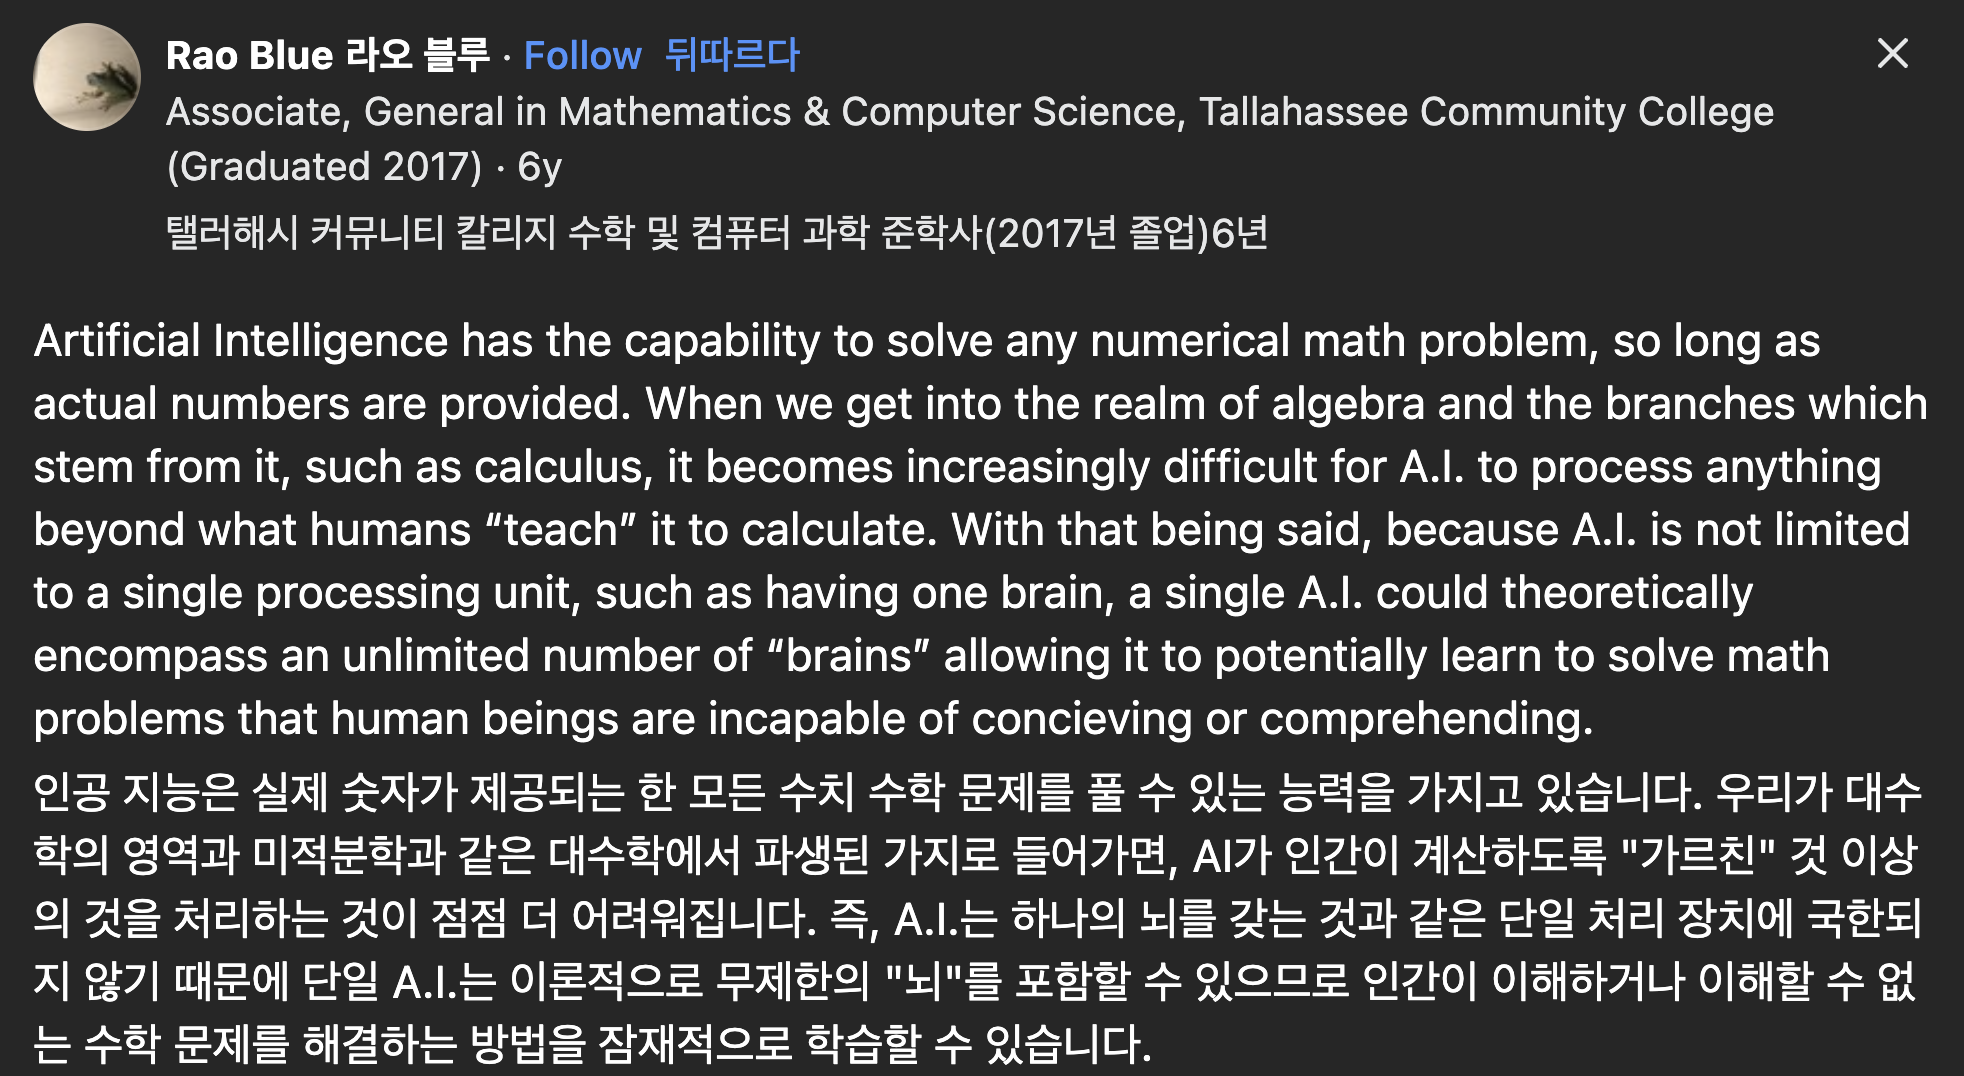 Rao Blue 라오 블루 · Follow 뒤따르다
Associate, General in Mathematics & Computer Science, Tallahassee Community College
(Graduated 2017) · 6y
탤러해시 커뮤니티 칼리지 수학 및 컴퓨터 과학 준학사(2017년 졸업)6년
Artificial Intelligence has the capability to solve any numerical math problem, so long as
actual numbers are provided. When we get into the realm of algebra and the branches which
stem from it, such as calculus, it becomes increasingly difficult for A.I. to process anything
beyond what humans “teach” it to calculate. With that being said, because A.I. is not limited
to a single processing unit, such as having one brain, a single A.I. could theoretically
encompass an unlimited number of “brains” allowing it to potentially learn to solve math
problems that human beings are incapable of concieving or comprehending.
인공 지능은 실제 숫자가 제공되는 한 모든 수치 수학 문제를 풀 수 있는 능력을 가지고 있습니다. 우리가 대수
학의 영역과 미적분학과 같은 대수학에서 파생된 가지로 들어가면, AI가 인간이 계산하도록 "가르친" 것 이상
의 것을 처리하는 것이 점점 더 어려워집니다. 즉, A.I.는 하나의 뇌를 갖는 것과 같은 단일 처리 장치에 국한되
지 않기 때문에 단일 A.I.는 이론적으로 무제한의 "뇌"를 포함할 수 있으므로 인간이 이해하거나 이해할 수 없
는 수학 문제를 해결하는 방법을 잠재적으로 학습할 수 있습니다.